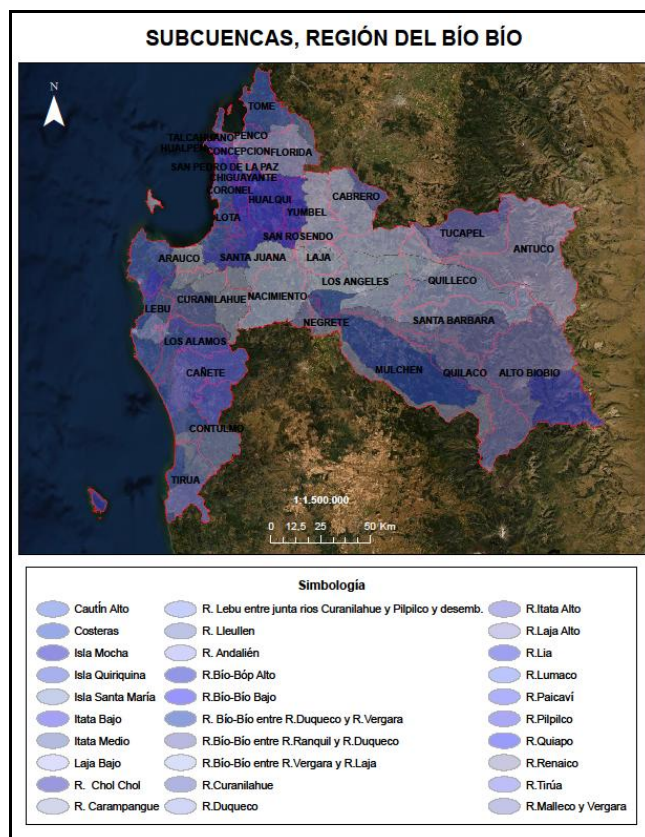 SUBCUENCAS, REGIÓN DEL BÍO BÍO
N
TOME
TALCAHUANO PENCO
HUALPEN CONCEPCION FLORIDA
SAN PEDRO DE LA PAZ
CHIGUAYANTE
CORONEL
CABRERO
HUALQUI
LOTA
YUMBEL
TUCAPEL
SAN ROSENDO
ANTUCO
ARAUCO
SANTA JUANA
LAJA
LOS ANGELES
QUILLECO
CURANILAHUE
NACIMIENTO
LEBU
NEGRETE
SANTA BARBARA
LOS ALAMOS
CAÑETE
MULCHEN
QUILACO
ALTO BIOBIO
CONTULMO
TIRUA
1:1.500.000
0 12,5 25 50 Km
Simbología
Cautín Alto
Costeras
Isla Mocha
Isla Quiriquina
Isla Santa María
Itata Bajo
Itata Medio
Laja Bajo
R. Chol Chol
R. Carampangue
R. Lebu entre junta rios Curanilahue y Pilpilco y desemb.
R. Lleullen
R. Andalién
R.Bío-Bóp Alto
R.Bío-Bío Bajo
R. Bío-Bío entre R.Duqueco y R.Vergara
R.Bío-Bío entre R.Ranquil y R.Duqueco
R.Bío-Bío entre R.Vergara y R.Laja
R.Curanilahue
R.Duqueco
R.Itata Alto
R.Laja Alto
R.Lia
R.Lumaco
R.Paicaví
R.Pilpilco
R.Quiapo
R.Renaico
R.Tirúa
R.Malleco y Vergara